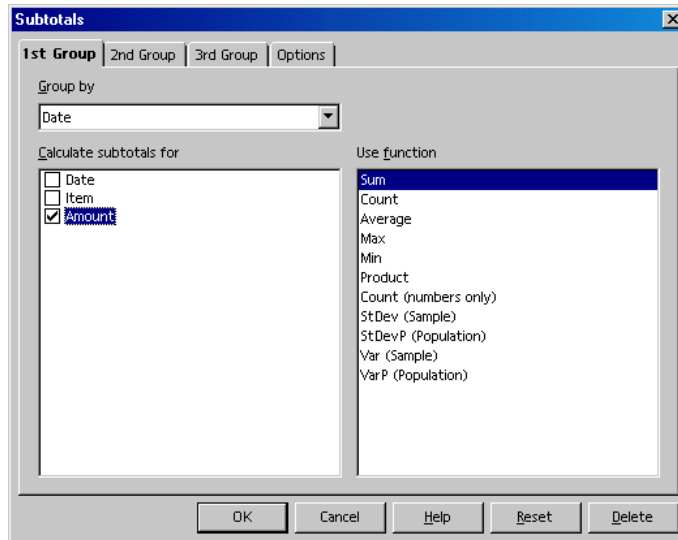 Subtotals
1st Group 2nd Group 3rd Group Options
Group by
Date
Calculate subtotals for
Date
Item
Amount
Use function
Sum
Count
Average
Max
Min
Product
Count (numbers only)
StDev (Sample)
StDevP (Population)
Var (Sample)
VarP (Population)
OK Cancel Help Reset Delete